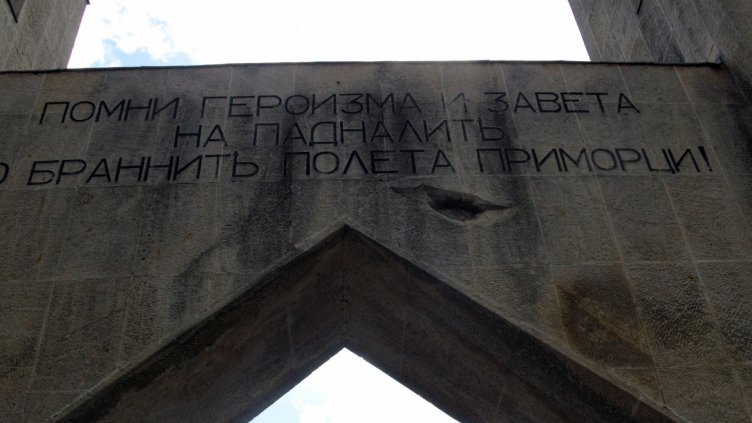 ПОМНИ ГЕРОИЗМА И ЗАВЕТА
НА ПАДНАЛИТѢ
О БРАННИТѢ ПОЛЕТА ПРИМОРЦИ!